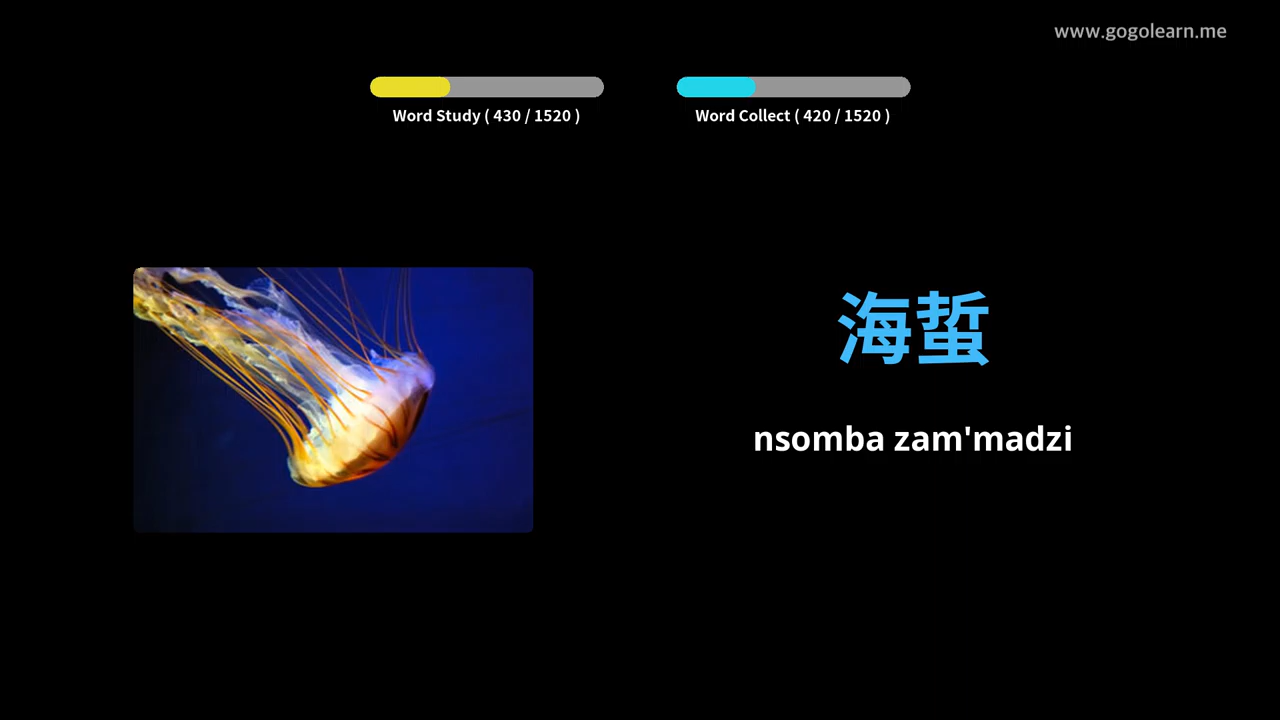 www.gogolearn.me
Word Study ( 430 / 1520 )
Word Collect ( 420 / 1520 )
海蜇
nsomba zam'madzi